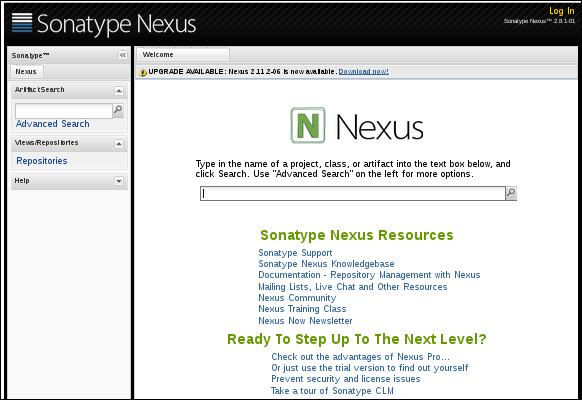 Sonatype Nexus
Log In
Sonatype Nexus™ 2.8.1-01
Sonatype™
Welcome
Nexus
UPGRADE AVAILABLE: Nexus 2.11.2-06 is now available. Download now!
Artifact Search
Advanced Search
Views/Repositories
Repositories
Help
Nexus
Type in the name of a project, class, or artifact into the text box below, and
click Search. Use "Advanced Search" on the left for more options.
Sonatype Nexus Resources
Sonatype Support
Sonatype Nexus Knowledgebase
Documentation - Repository Management with Nexus
Mailing Lists, Live Chat and Other Resources
Nexus Community
Nexus Training Class
Nexus Now Newsletter
Ready To Step Up To The Next Level?
Check out the advantages of Nexus Pro...
Or just use the trial version to find out yourself
Prevent security and license issues
Take a tour of Sonatype CLM